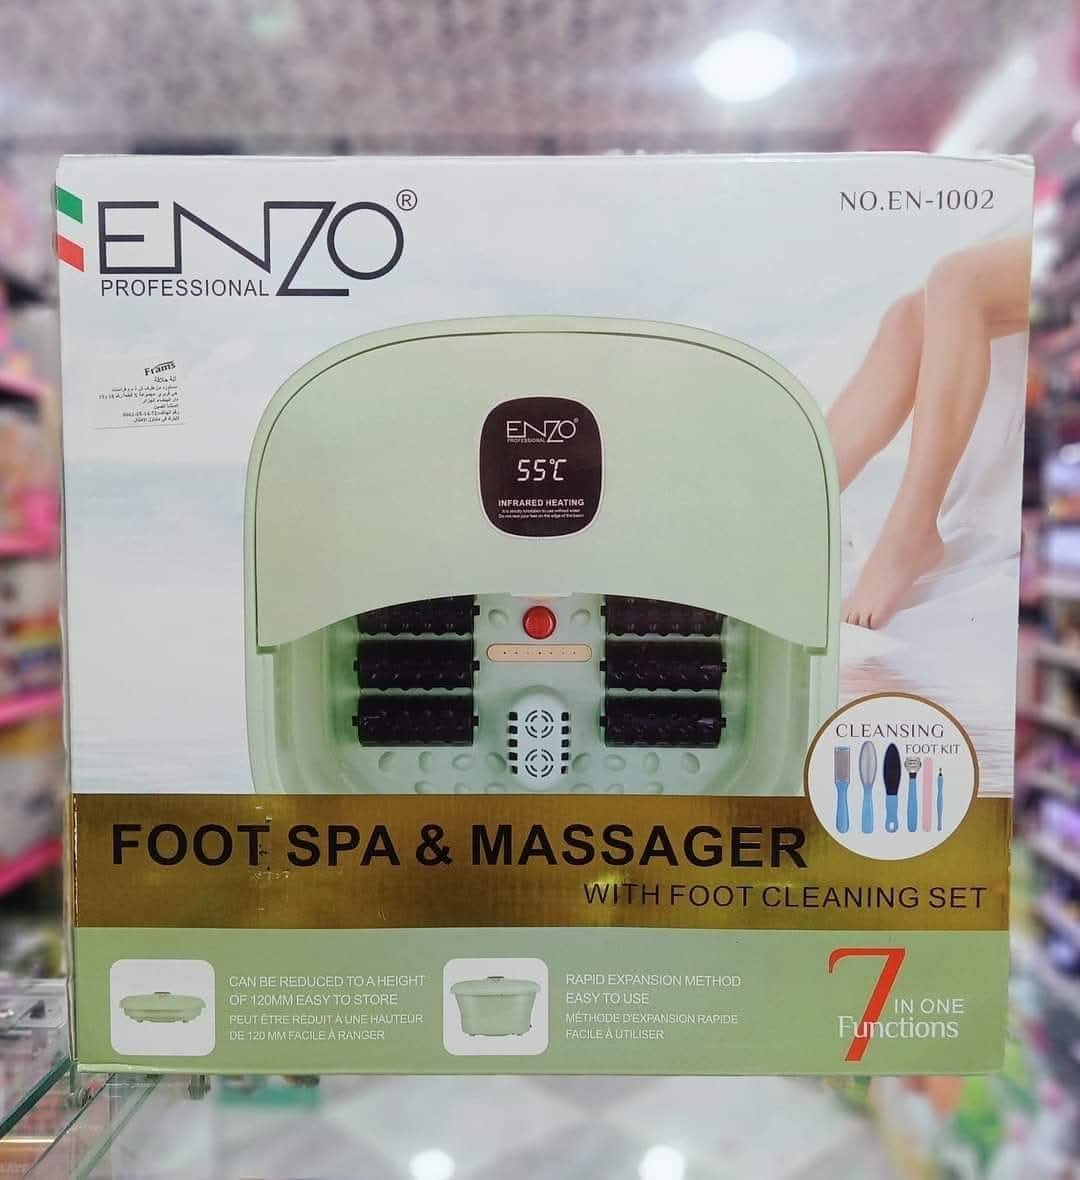 ENZO®
PROFESSIONAL
NO.EN-1002
Frams
آلة حلاقة
ENZO®
PROFESSIONAL
55℃
INFRARED HEATING
CLEANSING
FOOT KIT
FOOT SPA & MASSAGER
WITH FOOT CLEANING SET
CAN BE REDUCED TO A HEIGHT
OF 120MM EASY TO STORE
PEUT ÊTRE RÉDUIT À UNE HAUTEUR
DE 120 MM FACILE À RANGER
RAPID EXPANSION METHOD
EASY TO USE
MÉTHODE D'EXPANSION RAPIDE
FACILE À UTILISER
7 IN ONE
Functions